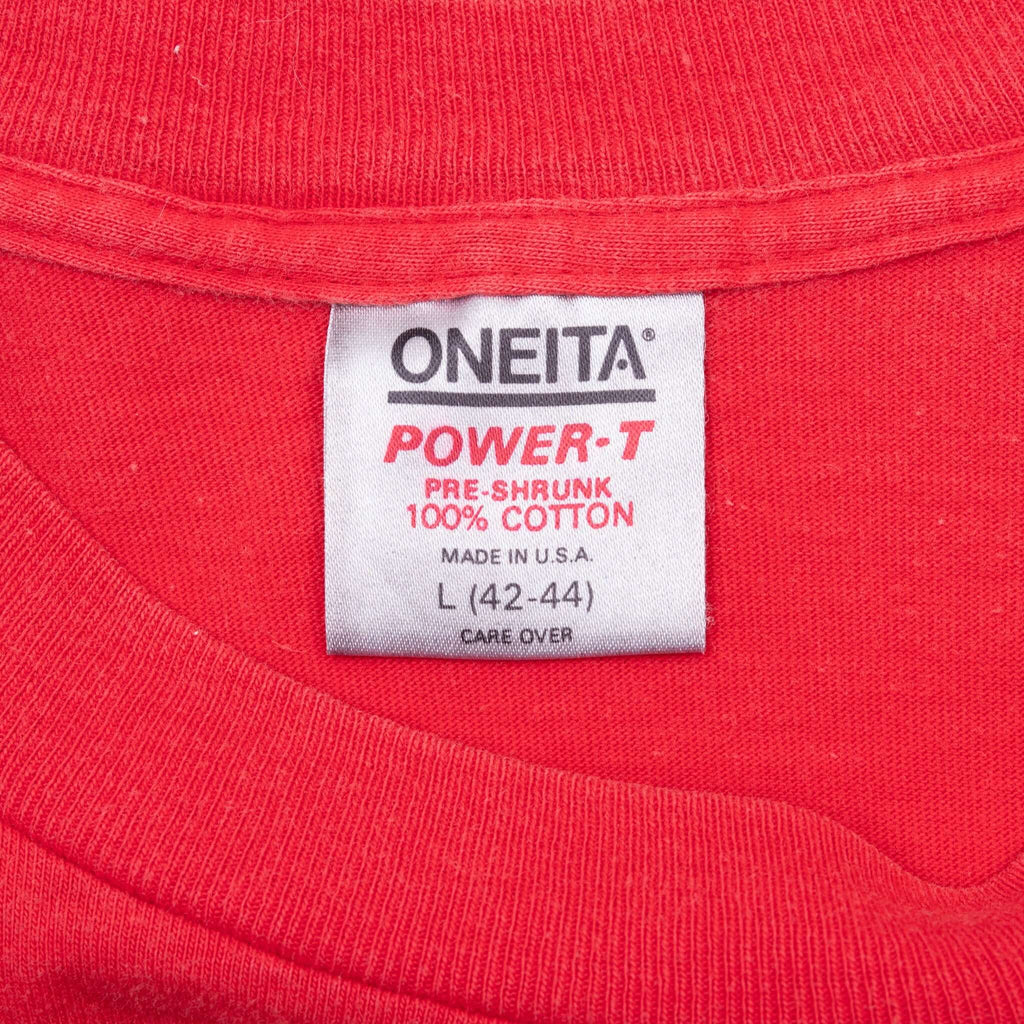 ONEITA®
POWER-T
PRE-SHRUNK
100% COTTON
MADE IN U.S.A.
L (42-44)
CARE OVER